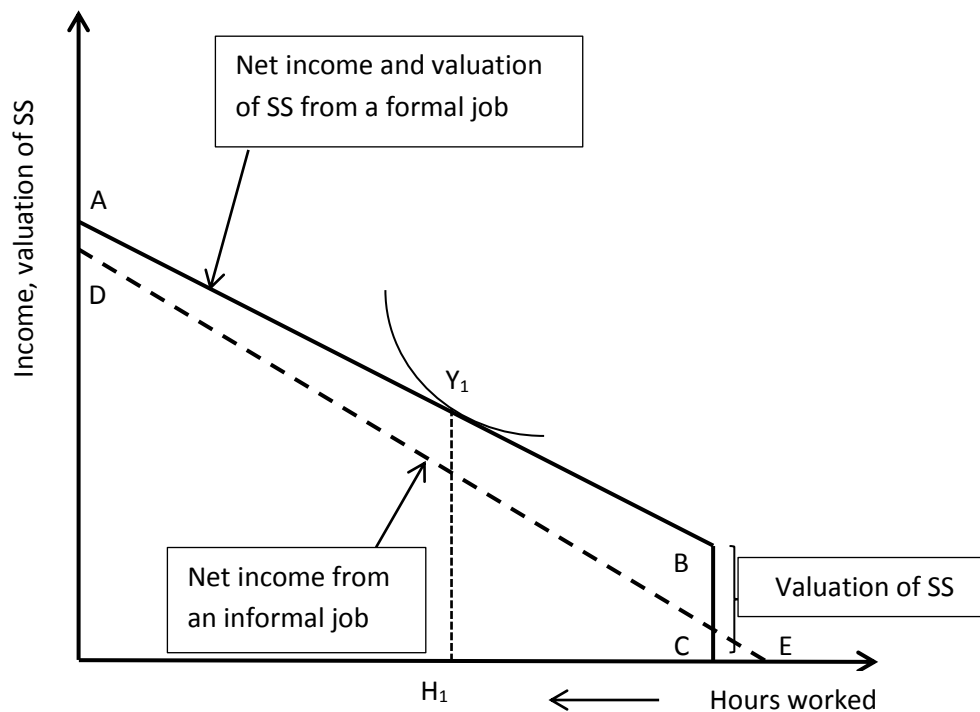 Income, valuation of SS
Net income and valuation
of SS from a formal job
A
D
Y₁
B
Valuation of SS
Net income from
an informal job
C
E
H₁
Hours worked